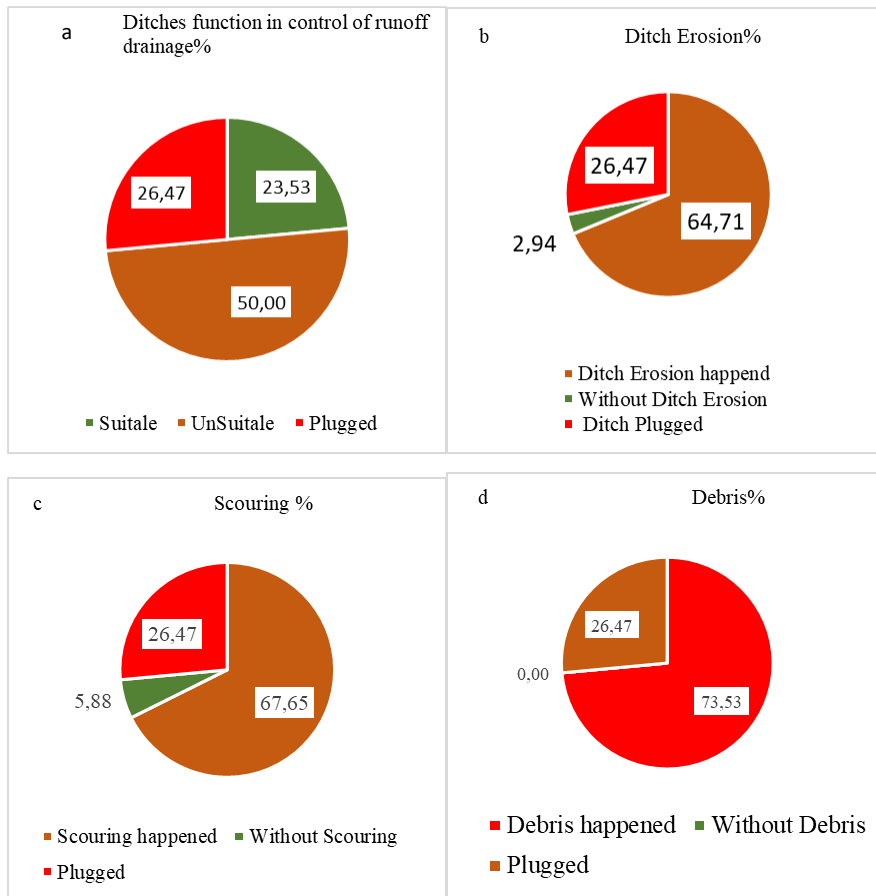 a
Ditches function in control of runoff
drainage%
26,47
23,53
50,00
Suitale UnSuitale Plugged
b
Ditch Erosion%
26,47
64,71
2,94
Ditch Erosion happend
Without Ditch Erosion
Ditch Plugged
c
Scouring %
26,47
5,88
67,65
Scouring happened Without Scouring
Plugged
d
Debris%
26,47
0,00
73,53
Debris happened Without Debris
Plugged